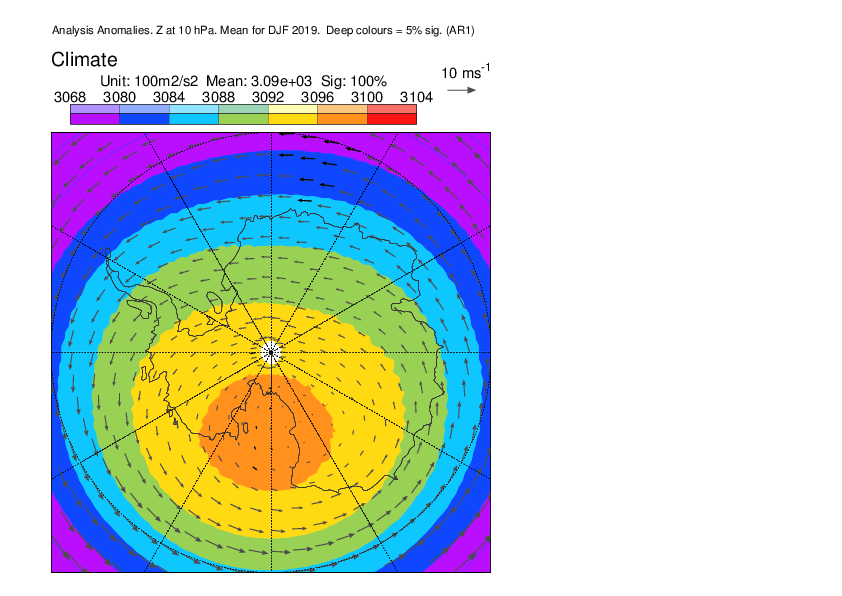 Analysis Anomalies. Z at 10 hPa. Mean for DJF 2019.  Deep colours = 5% sig. (AR1)
Climate
10 ms-1
Unit: 100m2/s2  Mean: 3.09e+03  Sig: 100%
3068 3080 3084 3088 3092 3096 3100 3104